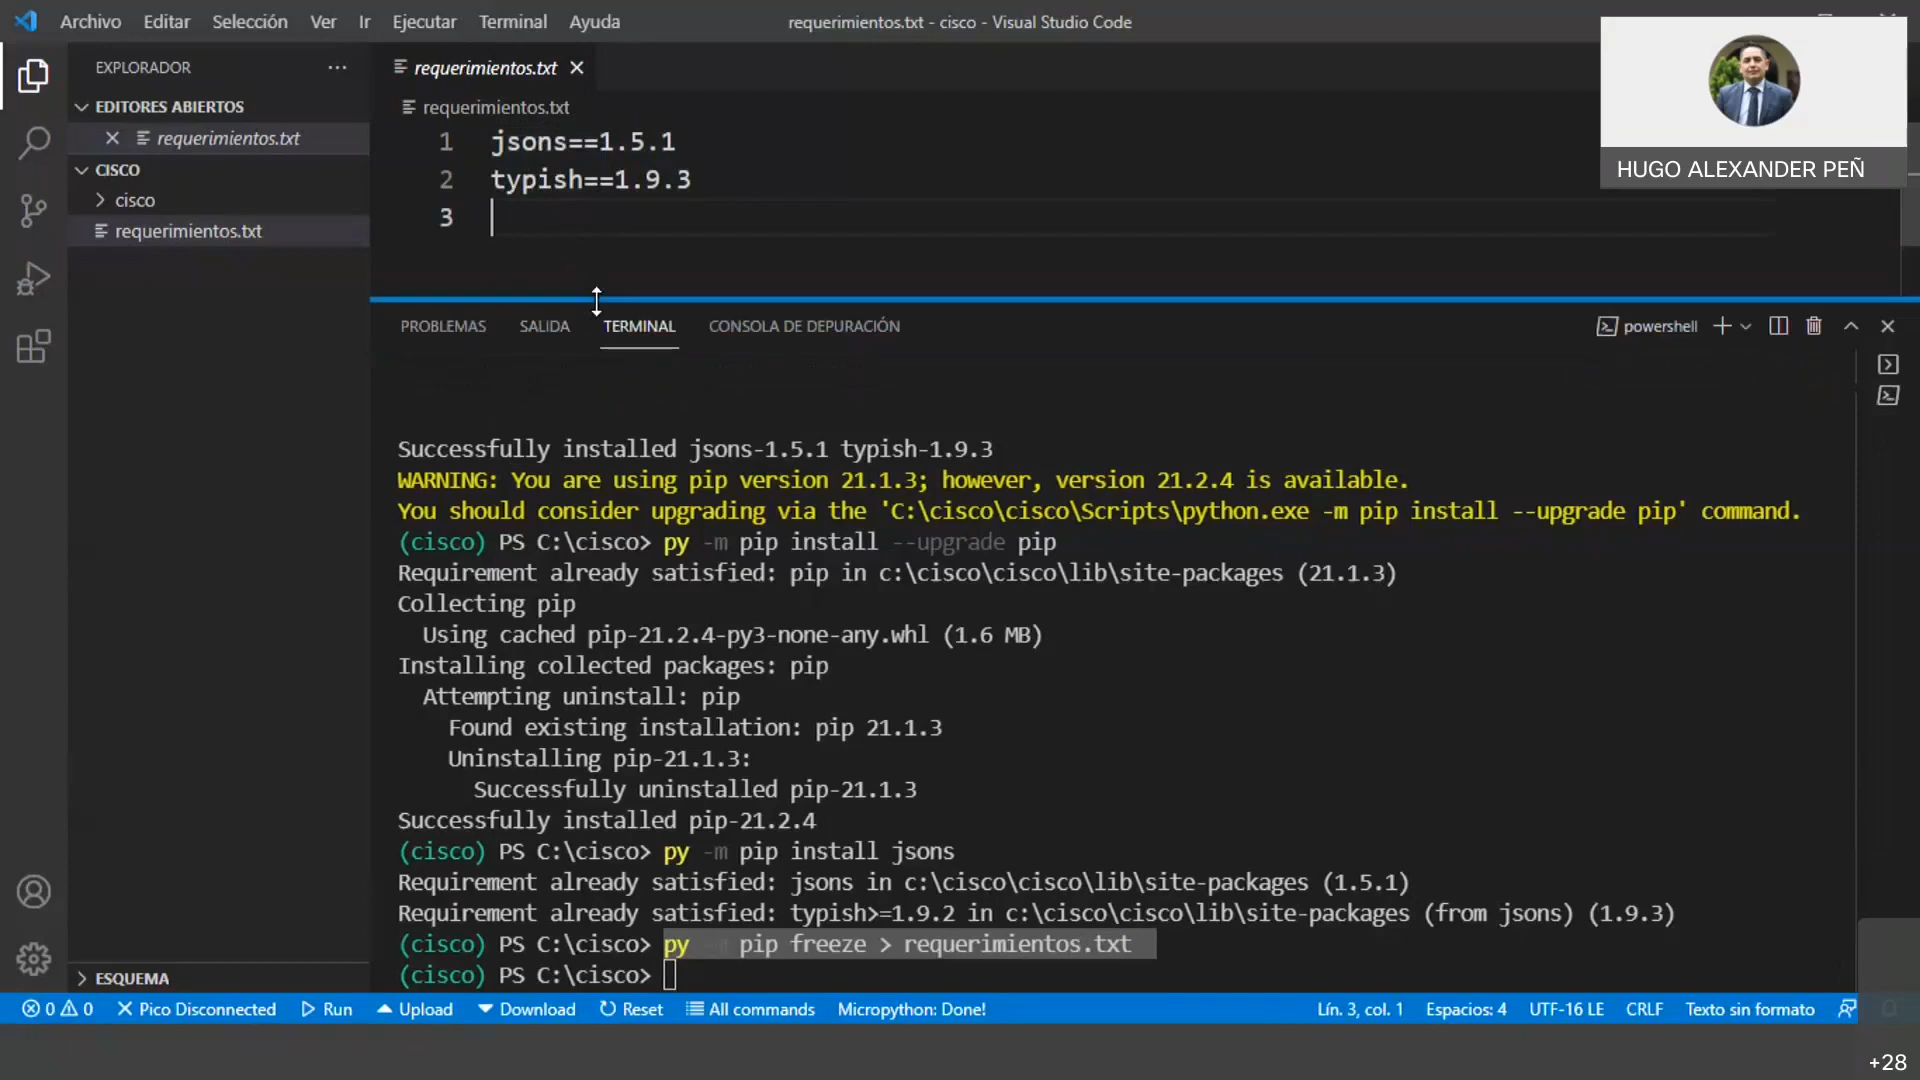 Archivo Editar Selección Ver Ir Ejecutar Terminal Ayuda
requerimientos.txt - cisco - Visual Studio Code
HUGO ALEXANDER PEÑ
EXPLORADOR
EDITORES ABIERTOS
requerimientos.txt
CISCO
cisco
requerimientos.txt
ESQUEMA
requerimientos.txt
requerimientos.txt
1 jsons==1.5.1
2 typish==1.9.3
3
PROBLEMAS SALIDA TERMINAL CONSOLA DE DEPURACIÓN
powershell
Successfully installed jsons-1.5.1 typish-1.9.3
WARNING: You are using pip version 21.1.3; however, version 21.2.4 is available.
You should consider upgrading via the 'C:\cisco\cisco\Scripts\python.exe -m pip install --upgrade pip' command.
(cisco) PS C:\cisco> py -m pip install --upgrade pip
Requirement already satisfied: pip in c:\cisco\cisco\lib\site-packages (21.1.3)
Collecting pip
Using cached pip-21.2.4-py3-none-any.whl (1.6 MB)
Installing collected packages: pip
Attempting uninstall: pip
Found existing installation: pip 21.1.3
Uninstalling pip-21.1.3:
Successfully uninstalled pip-21.1.3
Successfully installed pip-21.2.4
(cisco) PS C:\cisco> py -m pip install jsons
Requirement already satisfied: jsons in c:\cisco\cisco\lib\site-packages (1.5.1)
Requirement already satisfied: typish>=1.9.2 in c:\cisco\cisco\lib\site-packages (from jsons) (1.9.3)
(cisco) PS C:\cisco> py -m pip freeze > requerimientos.txt
(cisco) PS C:\cisco>
0 0 Pico Disconnected Run Upload Download Reset All commands Micropython: Done! Lín. 3, col. 1 Espacios: 4 UTF-16 LE CRLF Texto sin formato
+28